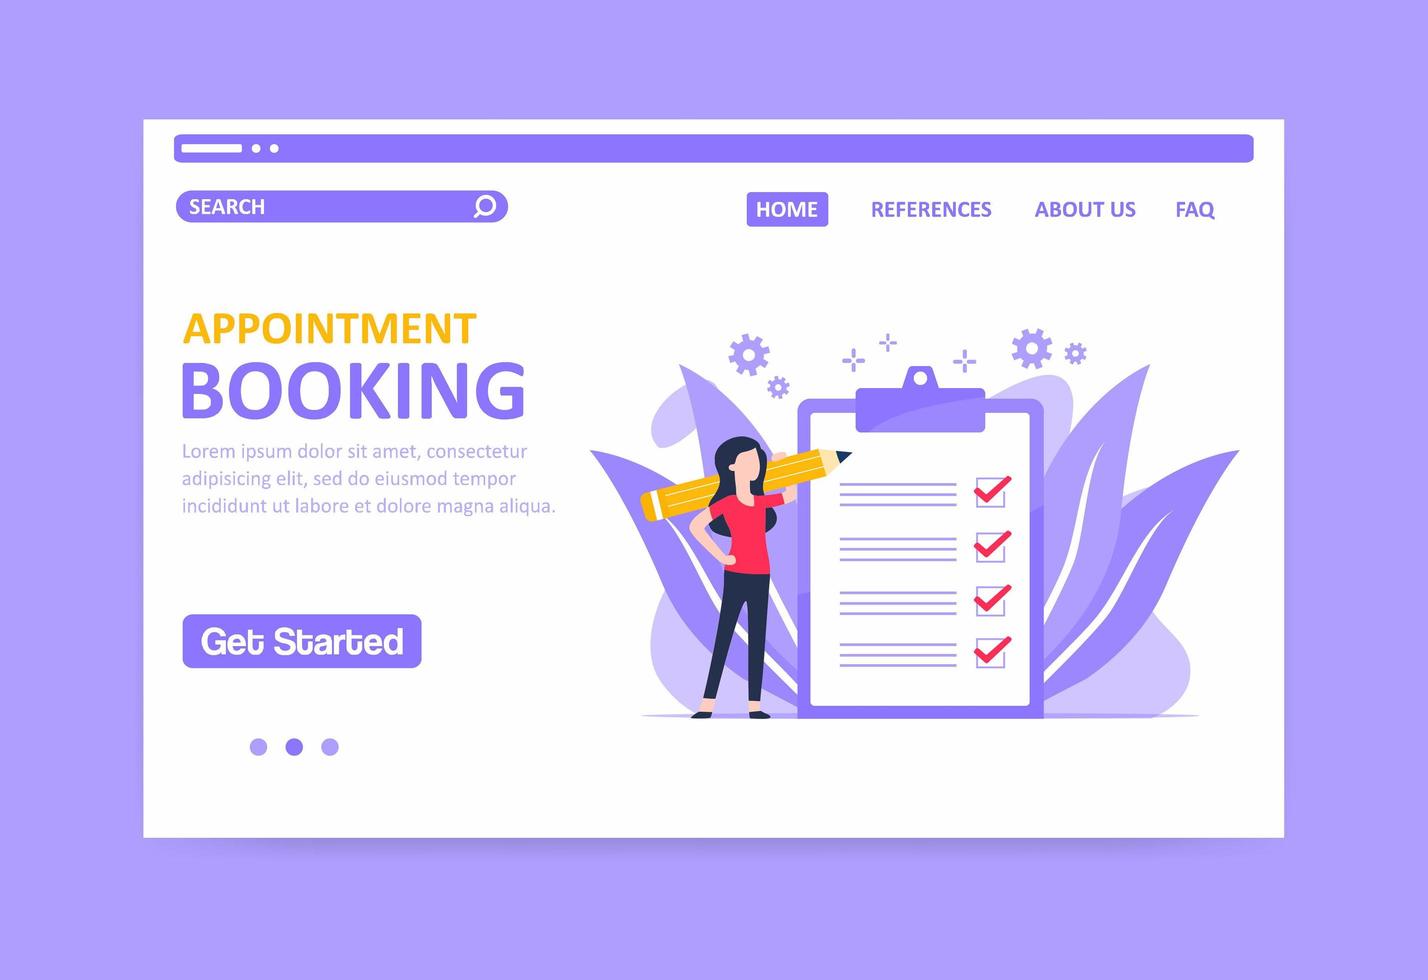 SEARCH
HOME REFERENCES ABOUT US FAQ
APPOINTMENT
BOOKING
Lorem ipsum dolor sit amet, consectetur
adipisicing elit, sed do eiusmod tempor
incididunt ut labore et dolore magna aliqua.
Get Started